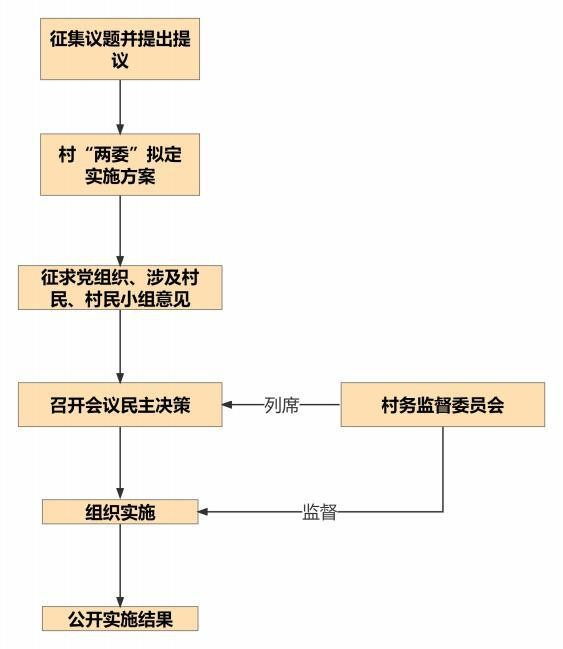 征集议题并提出提
议
村“两委”拟定
实施方案
征求党组织、涉及村
民、村民小组意见
召开会议民主决策
列席
村务监督委员会
组织实施
监督
公开实施结果